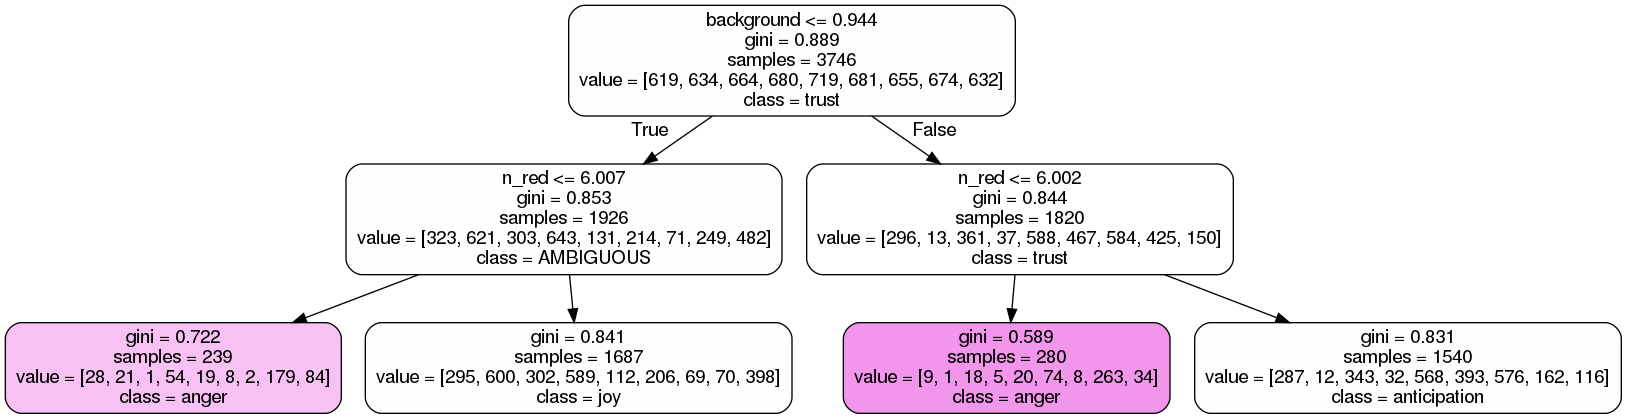 background <= 0.944
gini = 0.889
samples = 3746
value = [619, 634, 664, 680, 719, 681, 655, 674, 632]
class = trust
True
False
n_red <= 6.007
gini = 0.853
samples = 1926
value = [323, 621, 303, 643, 131, 214, 71, 249, 482]
class = AMBIGUOUS
n_red <= 6.002
gini = 0.844
samples = 1820
value = [296, 13, 361, 37, 588, 467, 584, 425, 150]
class = trust
gini = 0.722
samples = 239
value = [28, 21, 1, 54, 19, 8, 2, 179, 84]
class = anger
gini = 0.841
samples = 1687
value = [295, 600, 302, 589, 112, 206, 69, 70, 398]
class = joy
gini = 0.589
samples = 280
value = [9, 1, 18, 5, 20, 74, 8, 263, 34]
class = anger
gini = 0.831
samples = 1540
value = [287, 12, 343, 32, 568, 393, 576, 162, 116]
class = anticipation